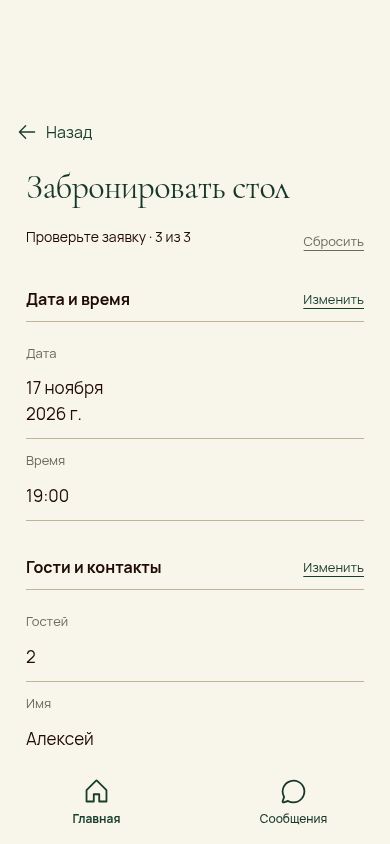 Назад
Забронировать стол
Проверьте заявку · 3 из 3
Сбросить
Дата и время
Изменить
Дата
17 ноября
2026 г.
Время
19:00
Гости и контакты
Изменить
Гостей
2
Имя
Алексей
Главная
Сообщения